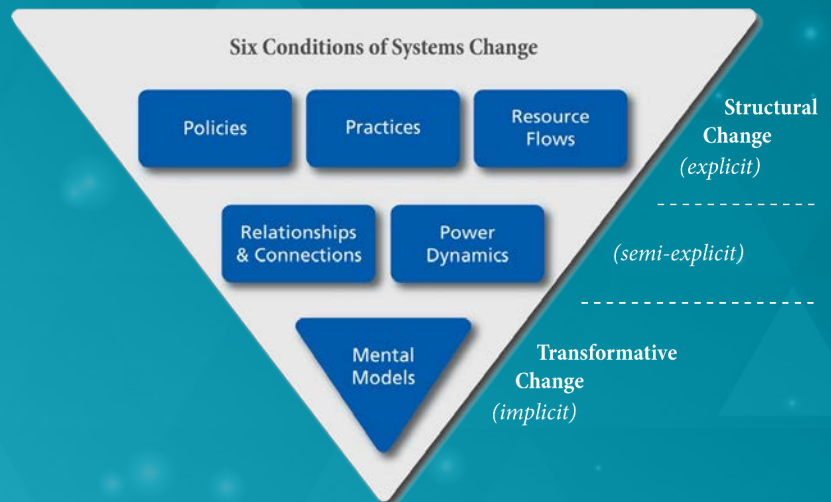 Six Conditions of Systems Change
Policies
Practices
Resource
Flows
Structural
Change
(explicit)
Relationships
& Connections
Power
Dynamics
(semi-explicit)
Mental
Models
Transformative
Change
(implicit)